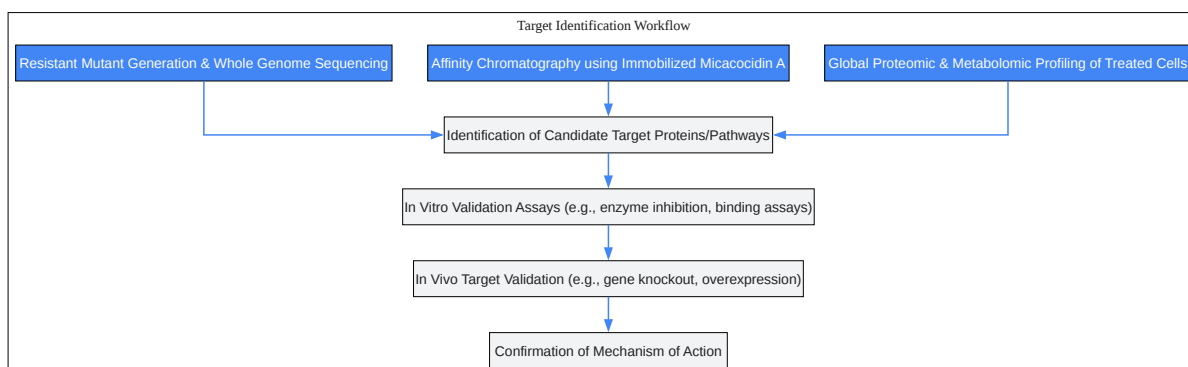 Target Identification Workflow
Resistant Mutant Generation & Whole Genome Sequencing
Affinity Chromatography using Immobilized Micacocidin A
Global Proteomic & Metabolomic Profiling of Treated Cells
Identification of Candidate Target Proteins/Pathways
In Vitro Validation Assays (e.g., enzyme inhibition, binding assays)
In Vivo Target Validation (e.g., gene knockout, overexpression)
Confirmation of Mechanism of Action